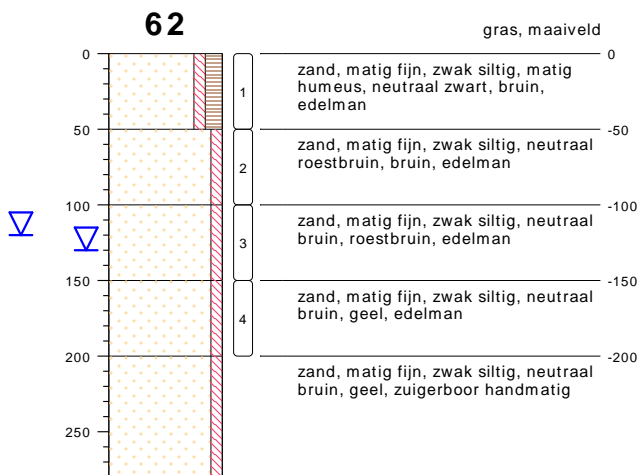 62
gras, maaiveld
0
0
zand, matig fijn, zwak siltig, matig
humeus, neutraal zwart, bruin,
edelman
1
50
-50
zand, matig fijn, zwak siltig, neutraal
roestbruin, bruin, edelman
2
100
-100
zand, matig fijn, zwak siltig, neutraal
bruin, roestbruin, edelman
3
150
-150
zand, matig fijn, zwak siltig, neutraal
bruin, geel, edelman
4
200
-200
zand, matig fijn, zwak siltig, neutraal
bruin, geel, zuigerboor handmatig
250